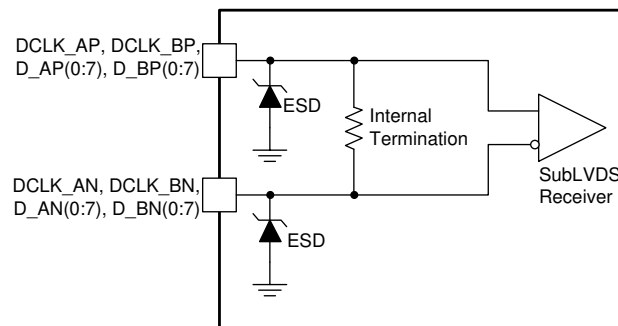 DCLK_AP, DCLK_BP,
D_AP(0:7), D_BP(0:7)
ESD
Internal
Termination
SubLVDS
Receiver
DCLK_AN, DCLK_BN,
D_AN(0:7), D_BN(0:7)
ESD